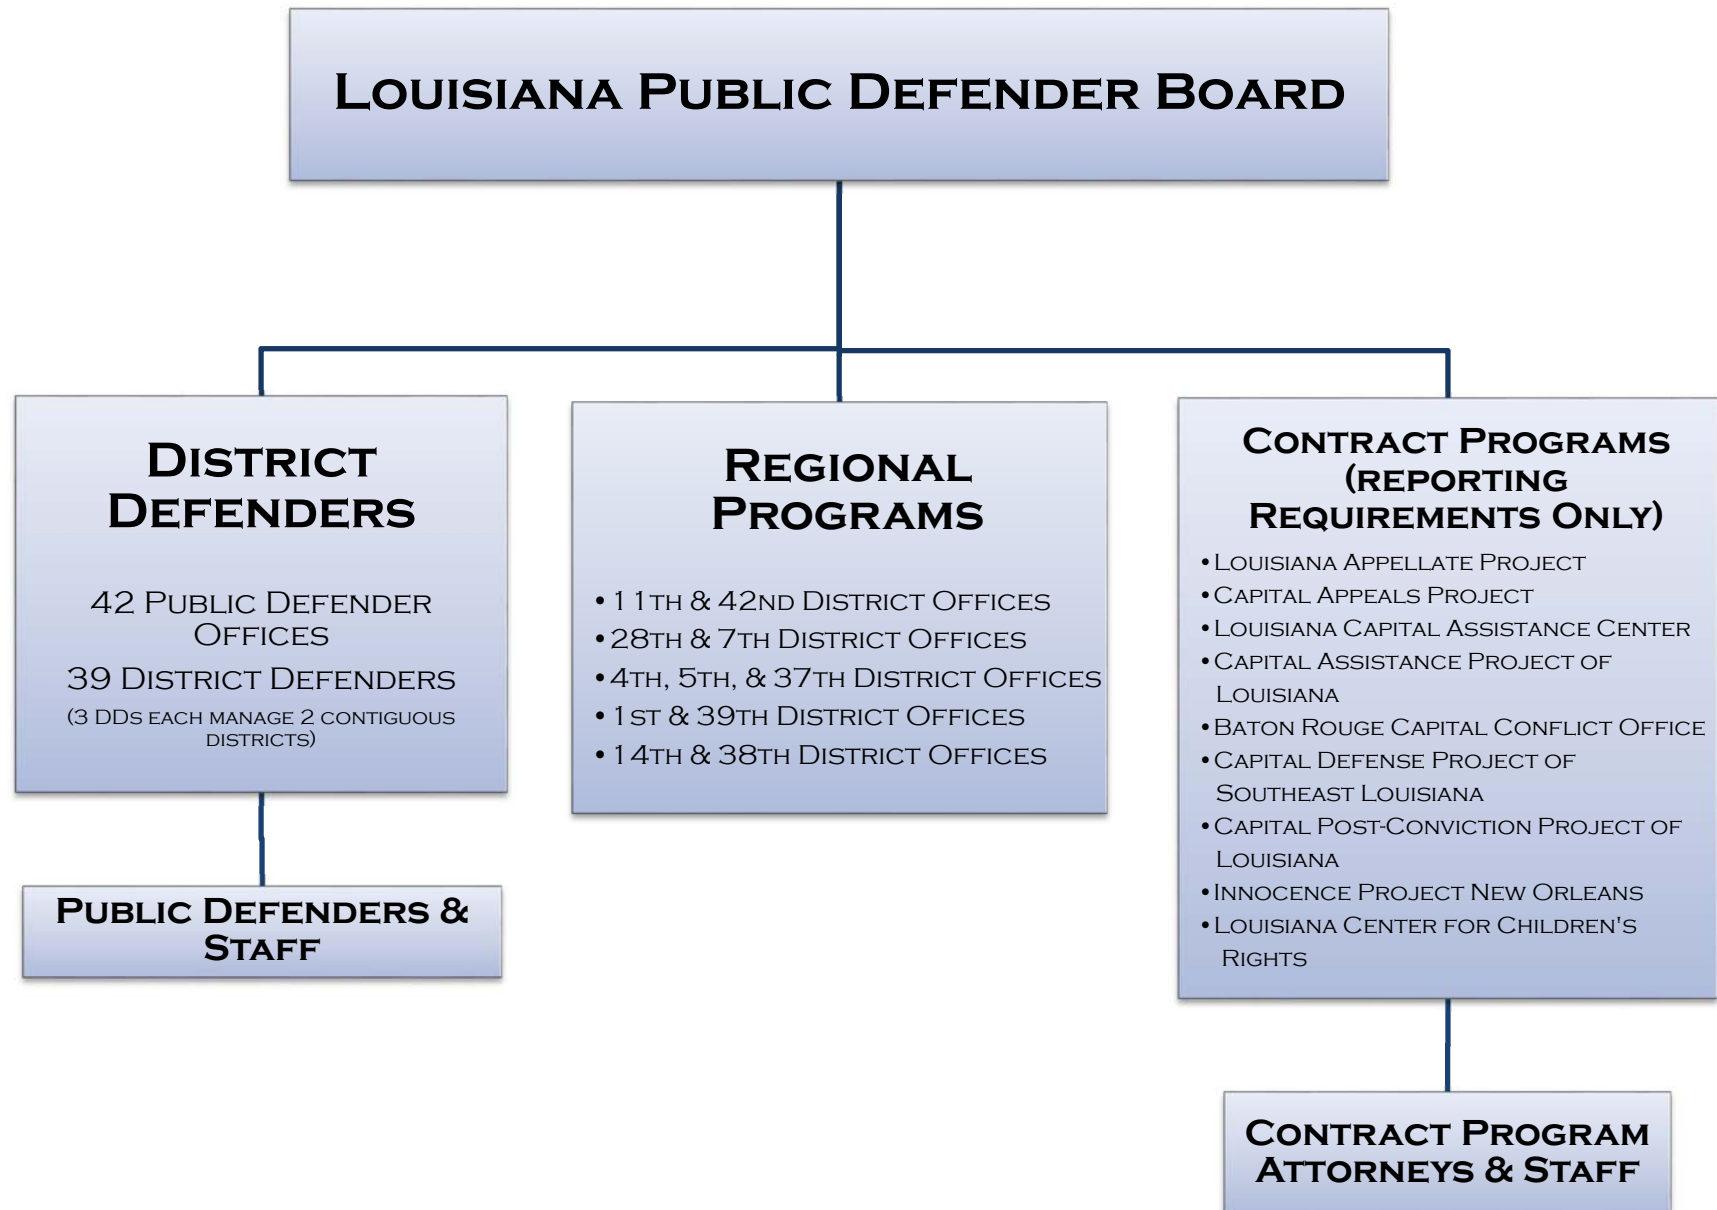 Louisiana Public Defender Board
District
Defenders
42 Public Defender
Offices
39 District Defenders
(3 DDs each manage 2 contiguous
districts)
Public Defenders &
Staff
Regional
Programs
• 11th & 42nd District Offices
• 28th & 7th District Offices
• 4th, 5th, & 37th District Offices
• 1st & 39th District Offices
• 14th & 38th District Offices
Contract Programs
(reporting
Requirements Only)
• Louisiana Appellate Project
• Capital Appeals Project
• Louisiana Capital Assistance Center
• Capital Assistance Project of
Louisiana
• Baton Rouge Capital Conflict Office
• Capital Defense Project of
Southeast Louisiana
• Capital Post-Conviction Project of
Louisiana
• Innocence Project New Orleans
• Louisiana Center for Children's
Rights
Contract Program
Attorneys & Staff